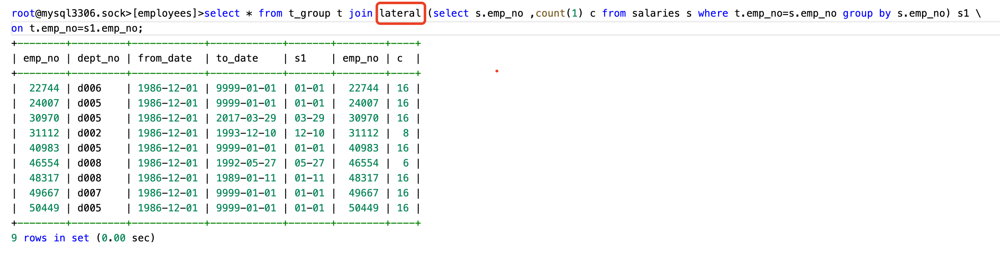 root@mysql3306.sock>[employees]>select * from t_group t join lateral (select s.emp_no ,count(1) c from salaries s where t.emp_no=s.emp_no group by s.emp_no) s1 \
on t.emp_no=s1.emp_no;
+--------+---------+------------+------------+-------+--------+----+
| emp_no | dept_no | from_date  | to_date    | s1    | emp_no | c  |
+--------+---------+------------+------------+-------+--------+----+
|  22744 | d006    | 1986-12-01 | 9999-01-01 | 01-01 |  22744 | 16 |
|  24007 | d005    | 1986-12-01 | 9999-01-01 | 01-01 |  24007 | 16 |
|  30970 | d005    | 1986-12-01 | 2017-03-29 | 03-29 |  30970 | 16 |
|  31112 | d002    | 1986-12-01 | 1993-12-10 | 12-10 |  31112 |  8 |
|  40983 | d005    | 1986-12-01 | 9999-01-01 | 01-01 |  40983 | 16 |
|  46554 | d008    | 1986-12-01 | 1992-05-27 | 05-27 |  46554 |  6 |
|  48317 | d008    | 1986-12-01 | 1989-01-11 | 01-11 |  48317 | 16 |
|  49667 | d007    | 1986-12-01 | 9999-01-01 | 01-01 |  49667 | 16 |
|  50449 | d005    | 1986-12-01 | 9999-01-01 | 01-01 |  50449 | 16 |
+--------+---------+------------+------------+-------+--------+----+
9 rows in set (0.00 sec)